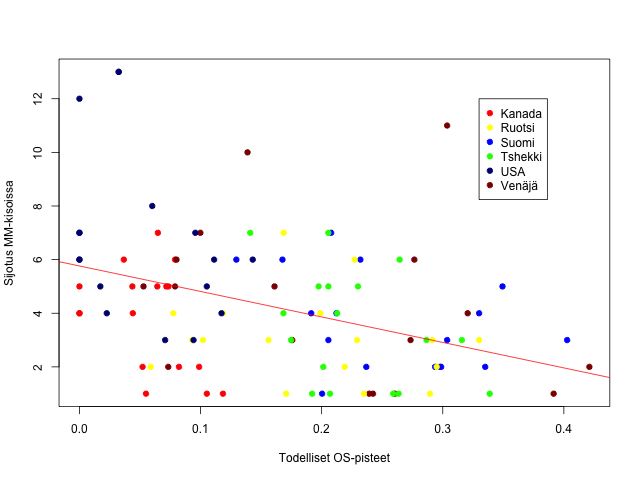 Kanada
Ruotsi
Suomi
Tshekki
USA
Venäjä
12
10
8
6
4
2
Sijotus MM-kisoissa
0.0 0.1 0.2 0.3 0.4
Todelliset OS-pisteet